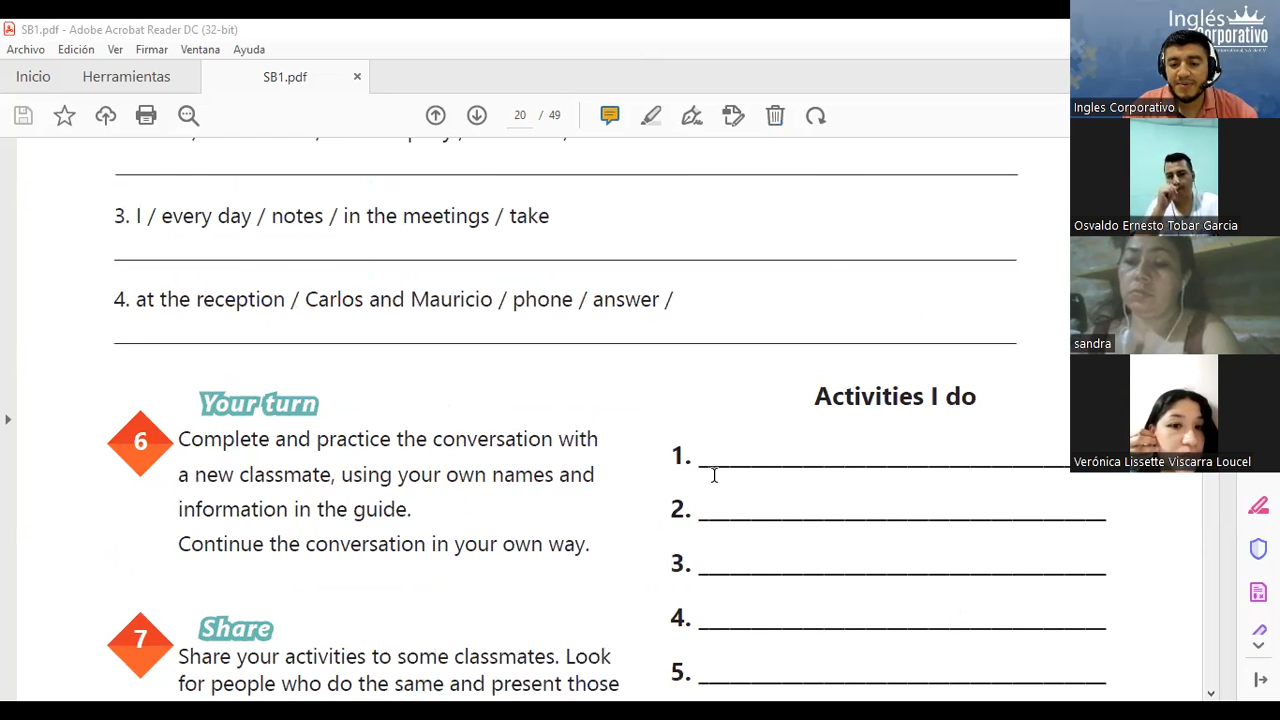 SB1.pdf - Adobe Acrobat Reader DC (32-bit)
Archivo Edición Ver Firmar Ventana Ayuda
Inicio Herramientas SB1.pdf ×
20 / 49
3. I / every day / notes / in the meetings / take
4. at the reception / Carlos and Mauricio / phone / answer /
Your turn
6
Complete and practice the conversation with
a new classmate, using your own names and
information in the guide.
Continue the conversation in your own way.
7
Share
Share your activities to some classmates. Look
for people who do the same and present those
Activities I do
1.
2.
3.
4.
5.
Inglés
Corporativo
Ingles Corporativo
Osvaldo Ernesto Tobar Garcia
sandra
Verónica Lissette Viscarra Loucel